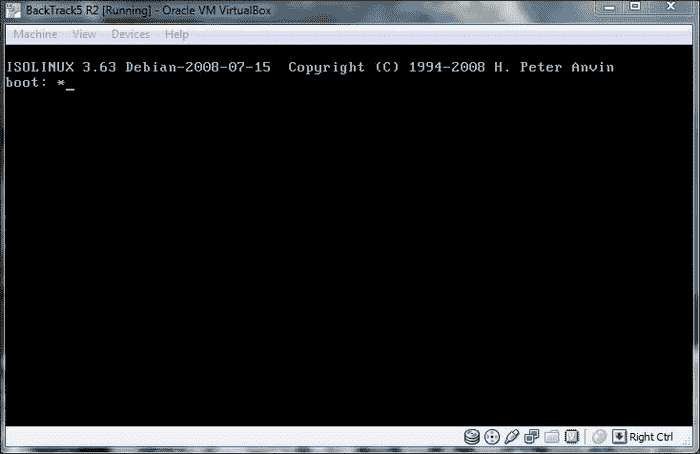 BackTrack5 R2 [Running] - Oracle VM VirtualBox
Machine View Devices Help
ISOLINUX 3.63 Debian-2008-07-15 Copyright (C) 1994-2008 H. Peter Anvin
boot: *_
Right Ctrl